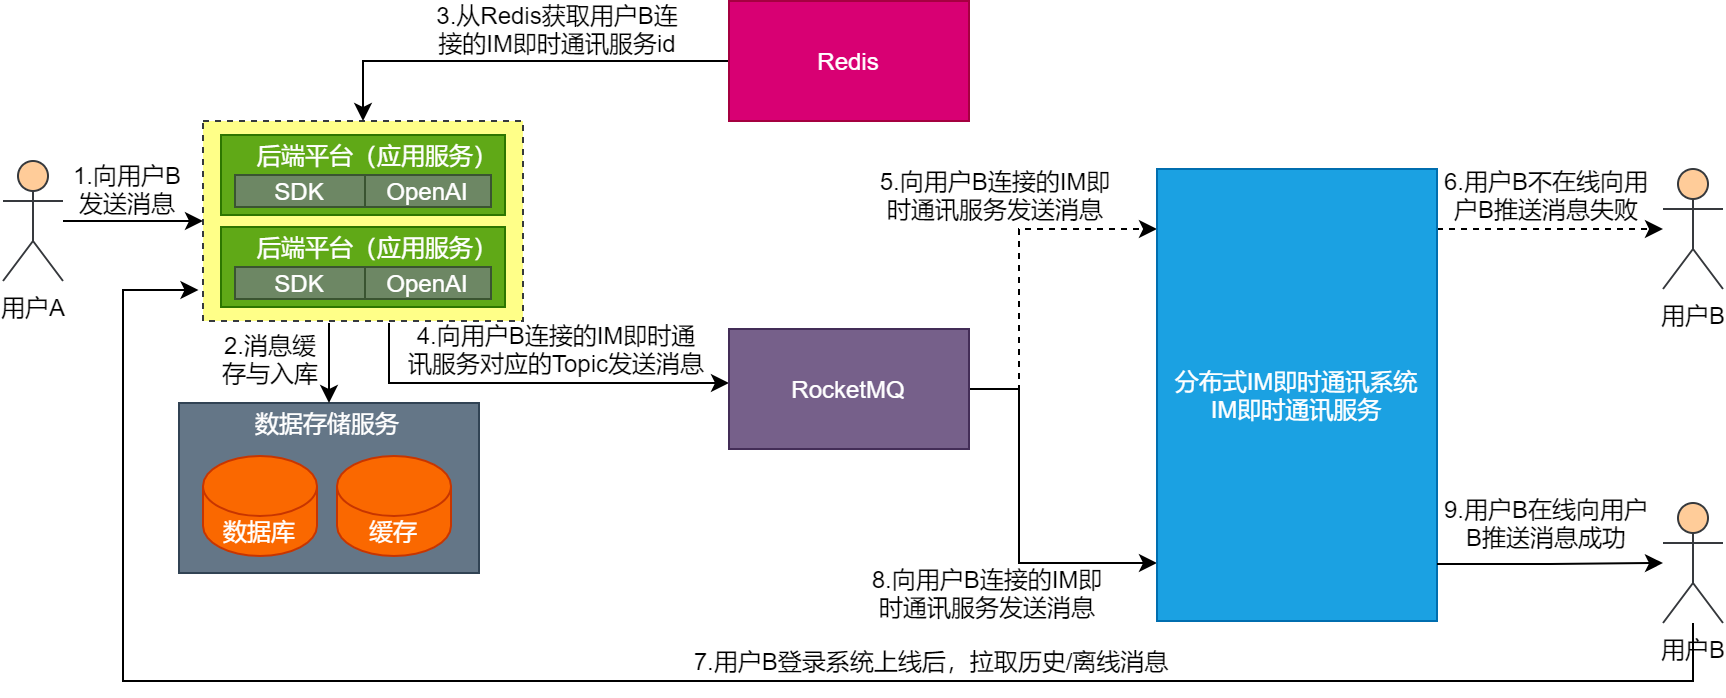 3.从Redis获取用户B连
接的IM即时通讯服务id
Redis
后端平台（应用服务）
SDK
OpenAI
后端平台（应用服务）
SDK
OpenAI
1.向用户B
发送消息
用户A
2.消息缓
存与入库
4.向用户B连接的IM即时通
讯服务对应的Topic发送消息
数据存储服务
数据库
缓存
RocketMQ
5.向用户B连接的IM即
时通讯服务发送消息
分布式IM即时通讯系统
IM即时通讯服务
6.用户B不在线向用
户B推送消息失败
用户B
8.向用户B连接的IM即
时通讯服务发送消息
9.用户B在线向用户
B推送消息成功
用户B
7.用户B登录系统上线后，拉取历史/离线消息